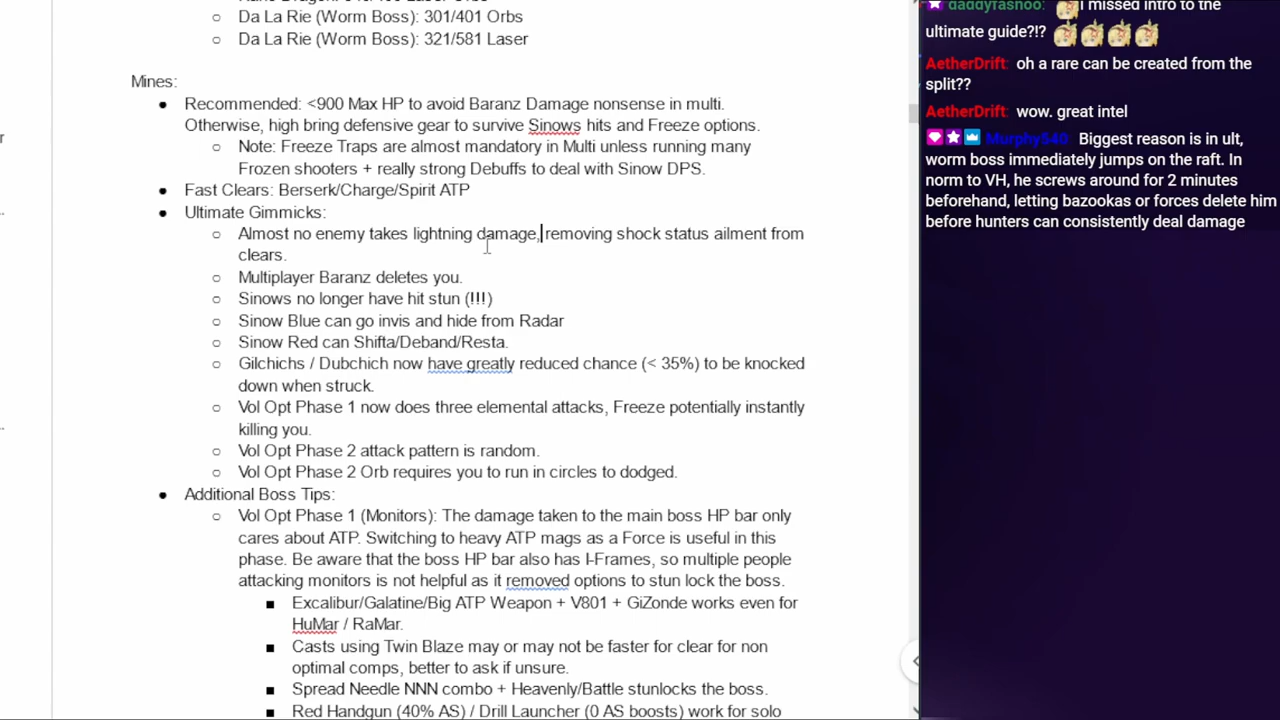 Da La Rie (Worm Boss): 301/401 Orbs
Da La Rie (Worm Boss): 321/581 Laser
Mines:
Recommended: <900 Max HP to avoid Baranz Damage nonsense in multi.
Otherwise, high bring defensive gear to survive Sinows hits and Freeze options.
Note: Freeze Traps are almost mandatory in Multi unless running many
Frozen shooters + really strong Debuffs to deal with Sinow DPS.
Fast Clears: Berserk/Charge/Spirit ATP
Ultimate Gimmicks:
Almost no enemy takes lightning damage, removing shock status ailment from
clears.
Multiplayer Baranz deletes you.
Sinows no longer have hit stun (!!!)
Sinow Blue can go invis and hide from Radar
Sinow Red can Shifta/Deband/Resta.
Gilchichs / Dubchich now have greatly reduced chance (< 35%) to be knocked
down when struck.
Vol Opt Phase 1 now does three elemental attacks, Freeze potentially instantly
killing you.
Vol Opt Phase 2 attack pattern is random.
Vol Opt Phase 2 Orb requires you to run in circles to dodged.
Additional Boss Tips:
Vol Opt Phase 1 (Monitors): The damage taken to the main boss HP bar only
cares about ATP. Switching to heavy ATP mags as a Force is useful in this
phase. Be aware that the boss HP bar also has I-Frames, so multiple people
attacking monitors is not helpful as it removed options to stun lock the boss.
Excalibur/Galatine/Big ATP Weapon + V801 + GiZonde works even for
HuMar / RaMar.
Casts using Twin Blaze may or may not be faster for clear for non
optimal comps, better to ask if unsure.
Spread Needle NNN combo + Heavenly/Battle stunlocks the boss.
Red Handgun (40% AS) / Drill Launcher (0 AS boosts) work for solo
daddyfashoo: i missed intro to the
ultimate guide?!?
AetherDrift: oh a rare can be created from the
split??
AetherDrift: wow. great intel
Murphy540: Biggest reason is in ult,
worm boss immediately jumps on the raft. In
norm to VH, he screws around for 2 minutes
beforehand, letting bazookas or forces delete him
before hunters can consistently deal damage